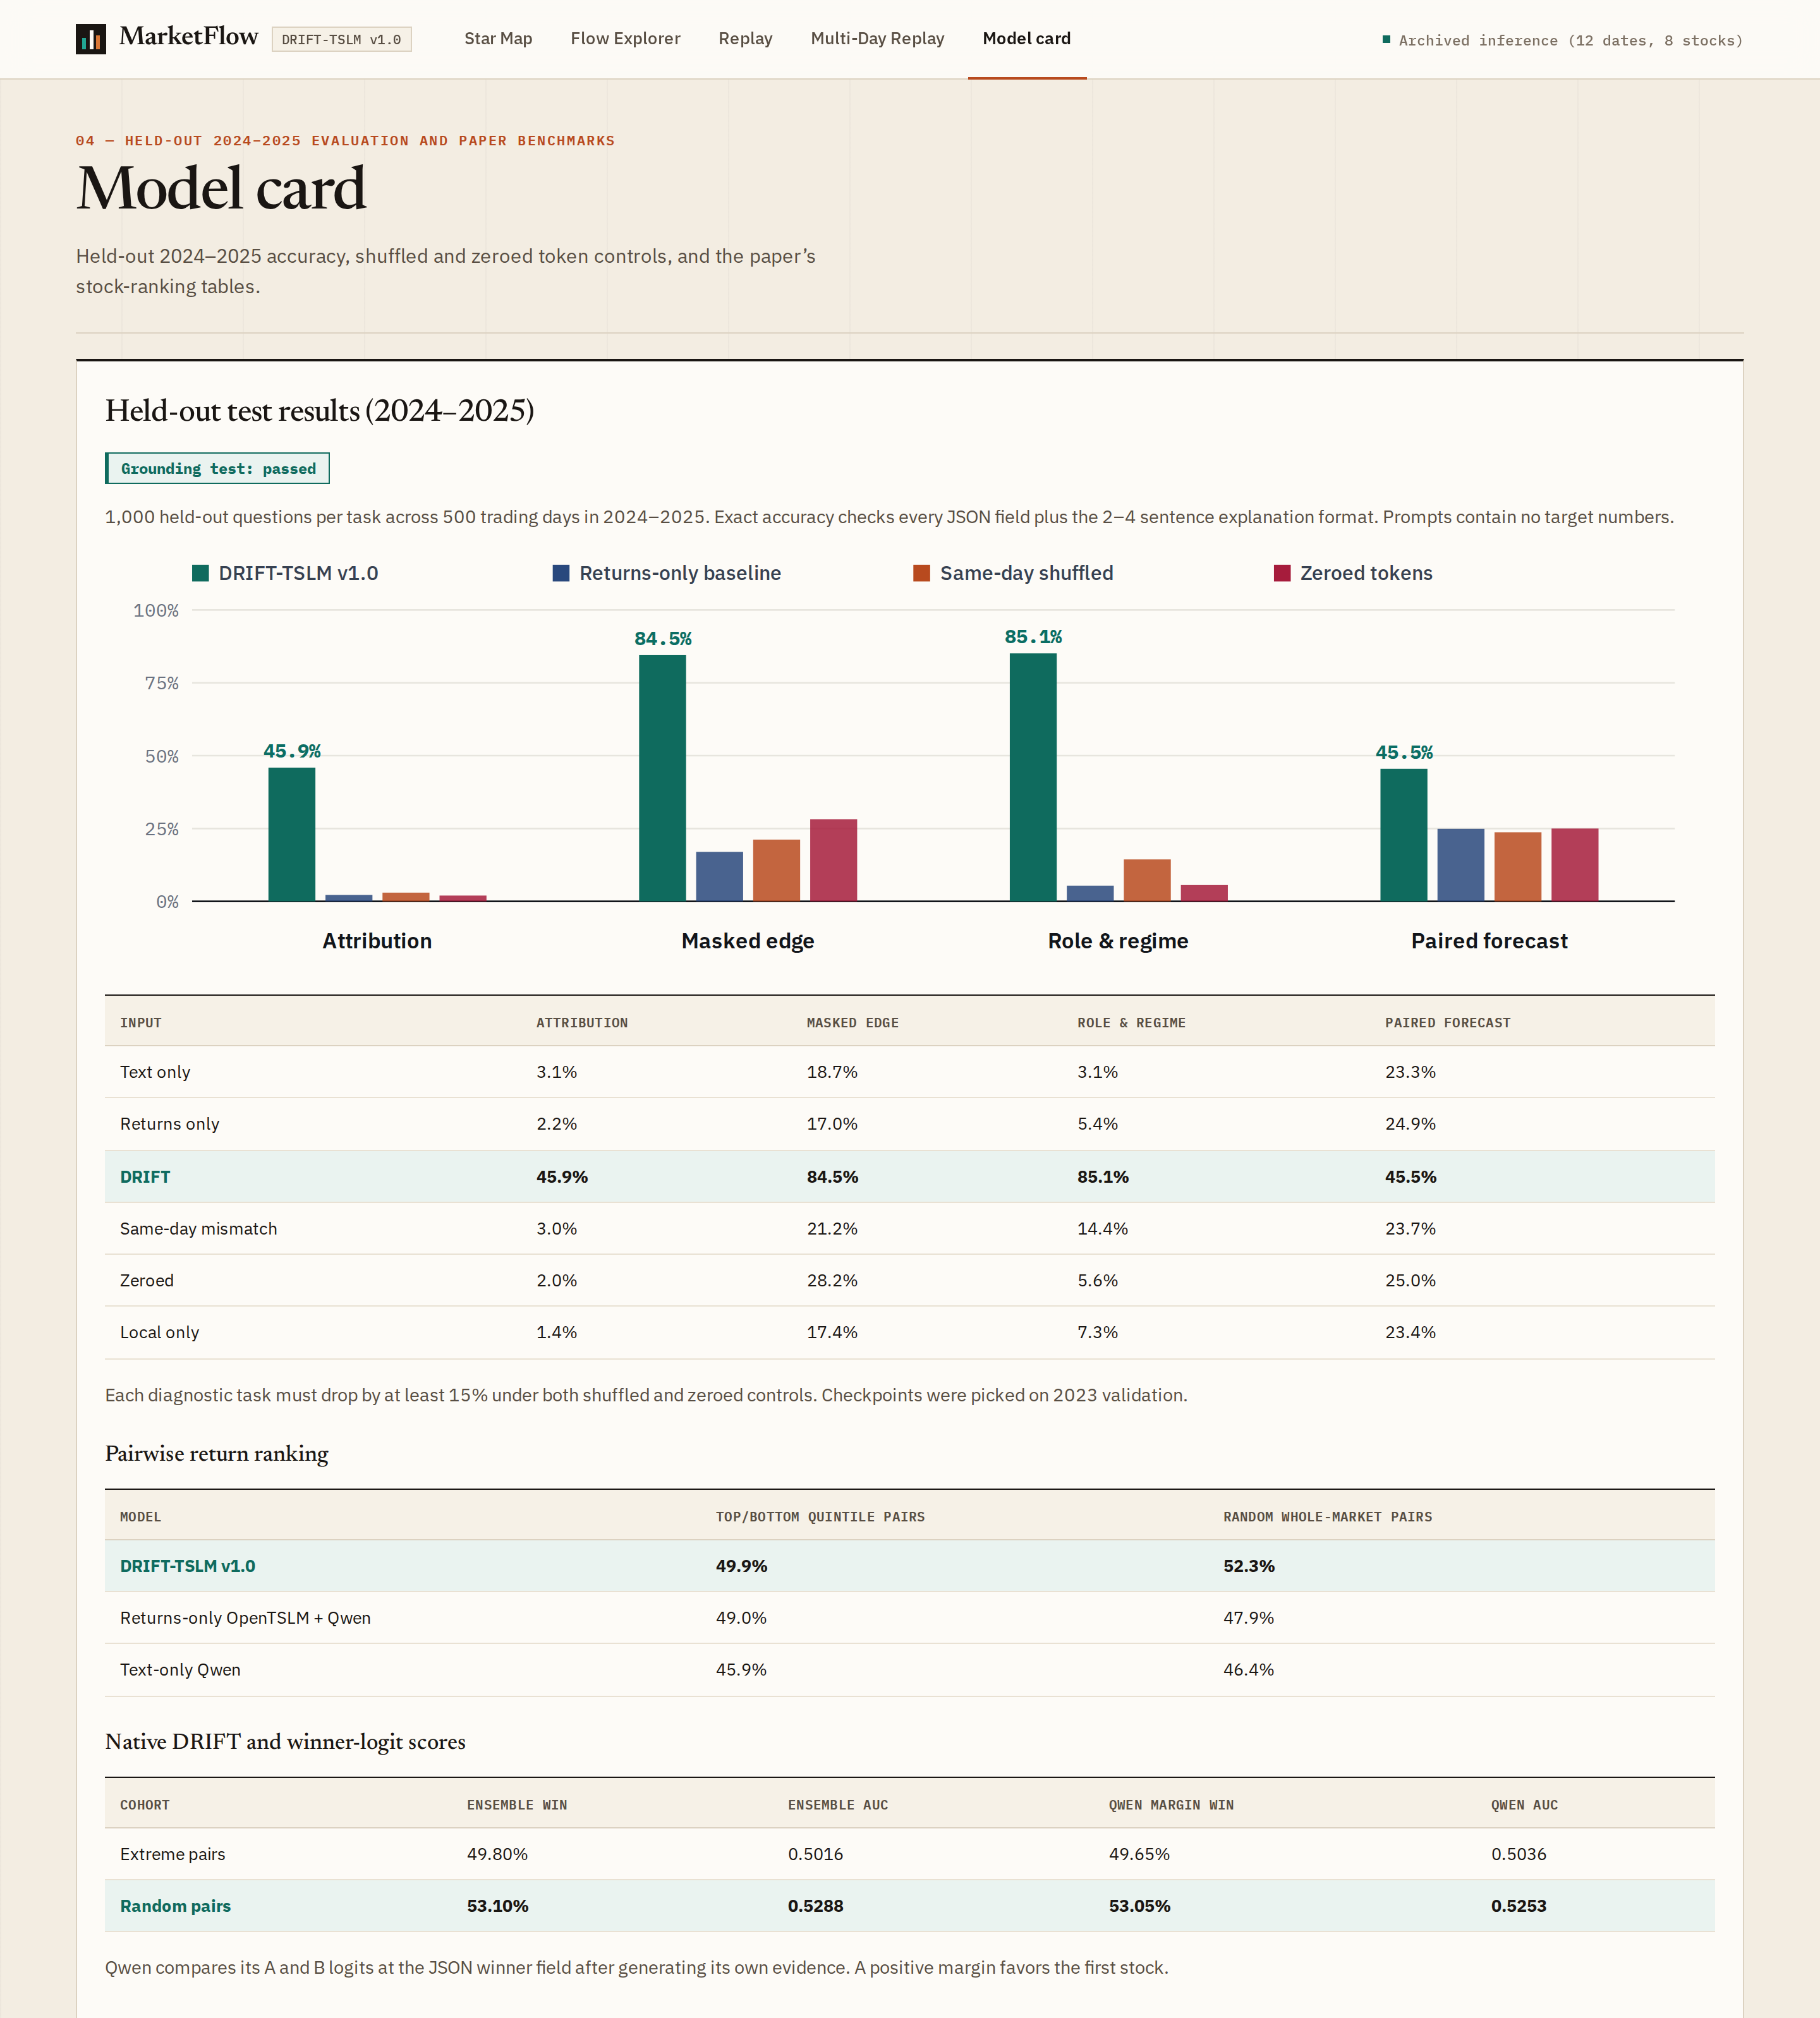 MarketFlow
DRIFT-TSLM v1.0
Star Map
Flow Explorer
Replay
Multi-Day Replay
Model card
Archived inference (12 dates, 8 stocks)
04 — HELD-OUT 2024–2025 EVALUATION AND PAPER BENCHMARKS
Model card
Held-out 2024–2025 accuracy, shuffled and zeroed token controls, and the paper’s
stock-ranking tables.
Held-out test results (2024–2025)
Grounding test: passed
1,000 held-out questions per task across 500 trading days in 2024–2025. Exact accuracy checks every JSON field plus the 2–4 sentence explanation format. Prompts contain no target numbers.
DRIFT-TSLM v1.0
Returns-only baseline
Same-day shuffled
Zeroed tokens
100%
75%
50%
25%
0%
45.9%
84.5%
85.1%
45.5%
Attribution
Masked edge
Role & regime
Paired forecast
INPUT ATTRIBUTION MASKED EDGE ROLE & REGIME PAIRED FORECAST
Text only 3.1% 18.7% 3.1% 23.3%
Returns only 2.2% 17.0% 5.4% 24.9%
DRIFT 45.9% 84.5% 85.1% 45.5%
Same-day mismatch 3.0% 21.2% 14.4% 23.7%
Zeroed 2.0% 28.2% 5.6% 25.0%
Local only 1.4% 17.4% 7.3% 23.4%
Each diagnostic task must drop by at least 15% under both shuffled and zeroed controls. Checkpoints were picked on 2023 validation.
Pairwise return ranking
MODEL TOP/BOTTOM QUINTILE PAIRS RANDOM WHOLE-MARKET PAIRS
DRIFT-TSLM v1.0 49.9% 52.3%
Returns-only OpenTSLM + Qwen 49.0% 47.9%
Text-only Qwen 45.9% 46.4%
Native DRIFT and winner-logit scores
COHORT ENSEMBLE WIN ENSEMBLE AUC QWEN MARGIN WIN QWEN AUC
Extreme pairs 49.80% 0.5016 49.65% 0.5036
Random pairs 53.10% 0.5288 53.05% 0.5253
Qwen compares its A and B logits at the JSON winner field after generating its own evidence. A positive margin favors the first stock.